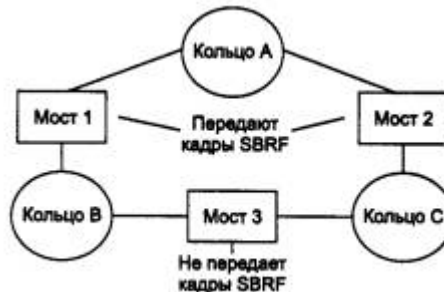 Кольцо А
Мост 1
Мост 2
Передают
кадры SBRF
Кольцо В
Мост 3
Кольцо С
Не передает
кадры SBRF